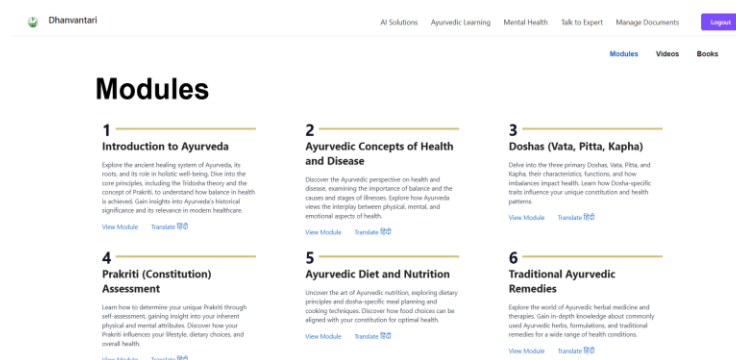 Dhanvantari
AI Solutions Ayurvedic Learning Mental Health Talk to Expert Manage Documents Logout
Modules Videos Books
Modules
1
Introduction to Ayurveda
Explore the ancient healing system of Ayurveda, its
roots, and its role in holistic well-being. Dive into the
core principles, including the Tridosha theory and the
concept of Prakriti, to understand how balance in health
is achieved. Gain insights into Ayurveda's historical
significance and its relevance in modern healthcare.
View Module Translate हिंदी
2
Ayurvedic Concepts of Health
and Disease
Discover the Ayurvedic perspective on health and
disease, examining the importance of balance and the
causes and stages of illnesses. Explore how Ayurveda
views the interplay between physical, mental, and
emotional aspects of health.
View Module Translate हिंदी
3
Doshas (Vata, Pitta, Kapha)
Delve into the three primary Doshas, Vata, Pitta, and
Kapha, their characteristics, functions, and how
imbalances impact health. Learn how Dosha-specific
traits influence your unique constitution and health
patterns.
View Module Translate हिंदी
4
Prakriti (Constitution)
Assessment
Learn how to determine your unique Prakriti through
self-assessment, gaining insight into your inherent
physical and mental attributes. Discover how your
Prakriti influences your lifestyle, dietary choices, and
overall health.
View Module Translate हिंदी
5
Ayurvedic Diet and Nutrition
Uncover the art of Ayurvedic nutrition, exploring dietary
principles and dosha-specific meal planning and
cooking techniques. Discover how food choices can be
aligned with your constitution for optimal health.
View Module Translate हिंदी
6
Traditional Ayurvedic
Remedies
Explore the world of Ayurvedic herbal medicine and
therapies. Gain in-depth knowledge about commonly
used Ayurvedic herbs, formulations, and traditional
remedies for a wide range of health conditions.
View Module Translate हिंदी